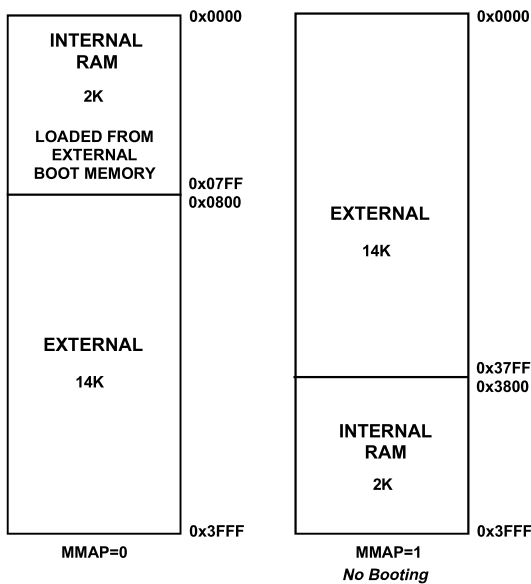 INTERNAL
RAM
2K
LOADED FROM
EXTERNAL
BOOT MEMORY
0x0000
0x07FF
0x0800
EXTERNAL
14K
0x3FFF
MMAP=0
0x0000
EXTERNAL
14K
0x37FF
0x3800
INTERNAL
RAM
2K
0x3FFF
MMAP=1
No Booting